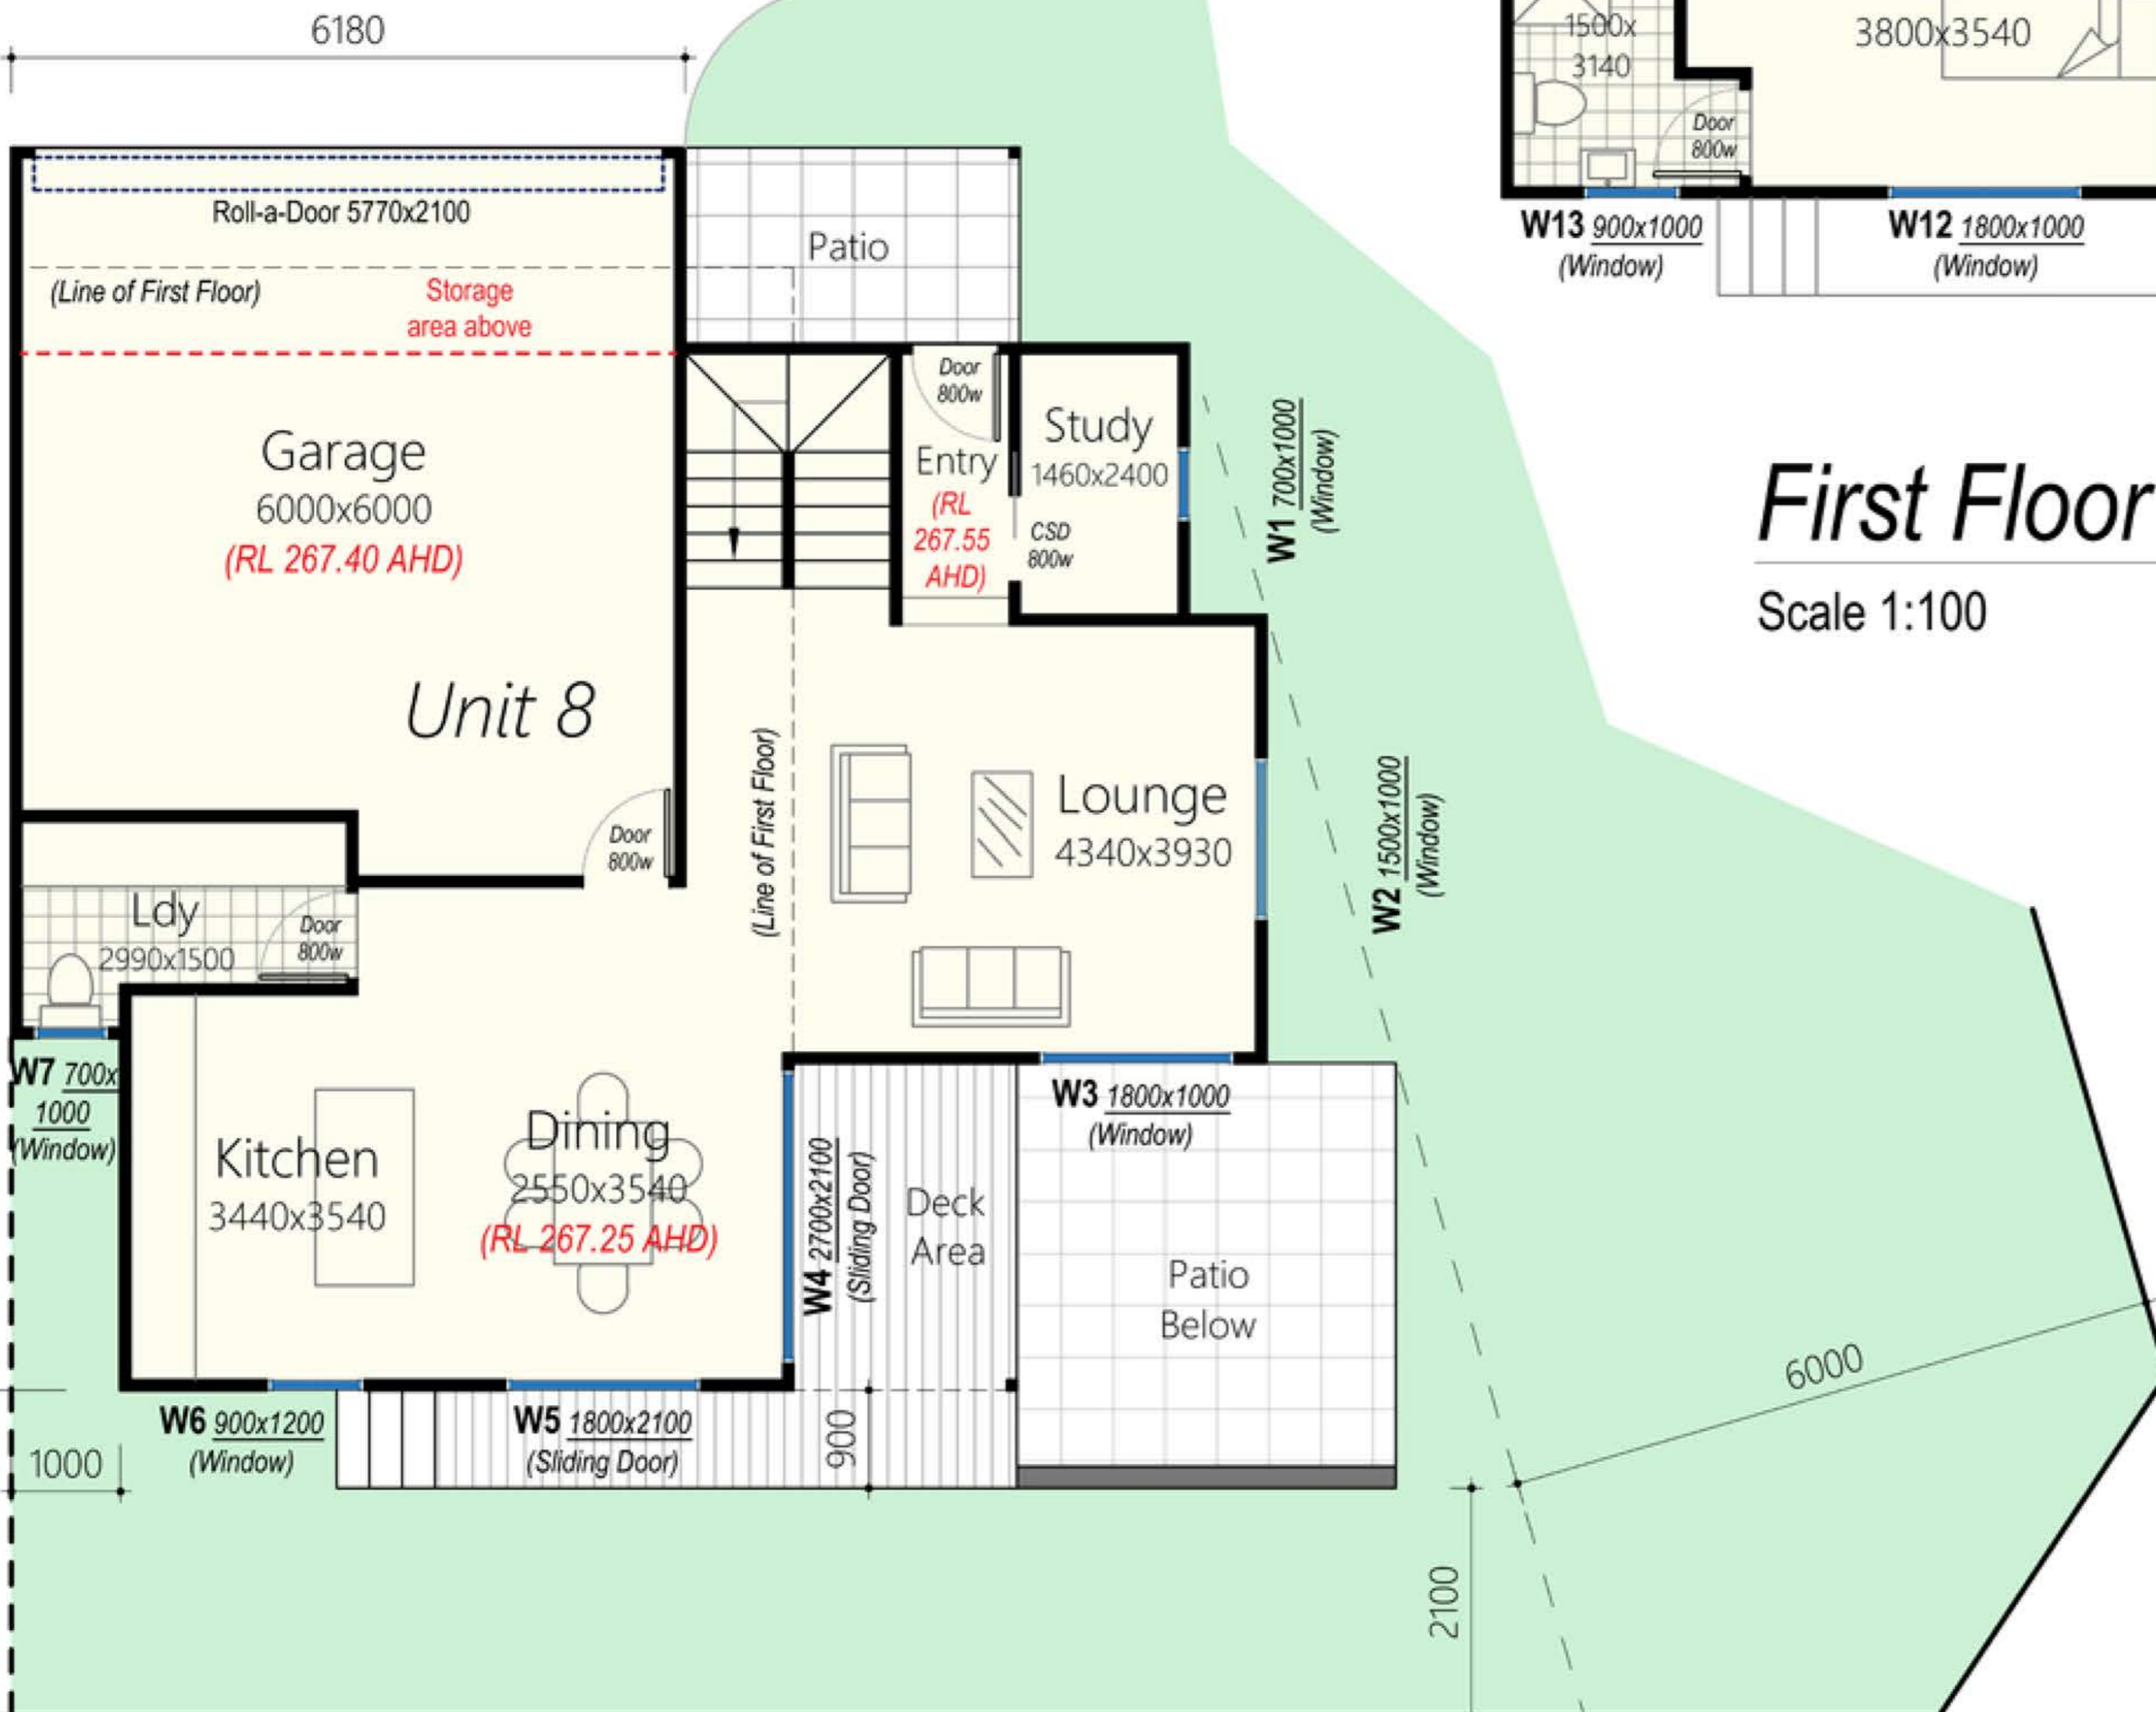 6180
1500x
3140
3800x3540
Door
800w
W13 900x1000
(Window)
W12 1800x1000
(Window)
Roll-a-Door 5770x2100
(Line of First Floor)
Storage
area above
Patio
Garage
6000x6000
(RL 267.40 AHD)
Door
800w
Entry
(RL
267.55
AHD)
Study
1460x2400
CSD
800w
W1 700x1000
(Window)
First Floor
Scale 1:100
Unit 8
Door
800w
(Line of First Floor)
Lounge
4340x3930
W2 1500x1000
(Window)
Ldy
2990x1500
Door
800w
W7 700x
1000
(Window)
Kitchen
3440x3540
Dining
2550x3540
(RL 267.25 AHD)
W4 2700x2100
(Sliding Door)
Deck
Area
W3 1800x1000
(Window)
Patio
Below
6000
W6 900x1200
(Window)
W5 1800x2100
(Sliding Door)
900
1000
2100